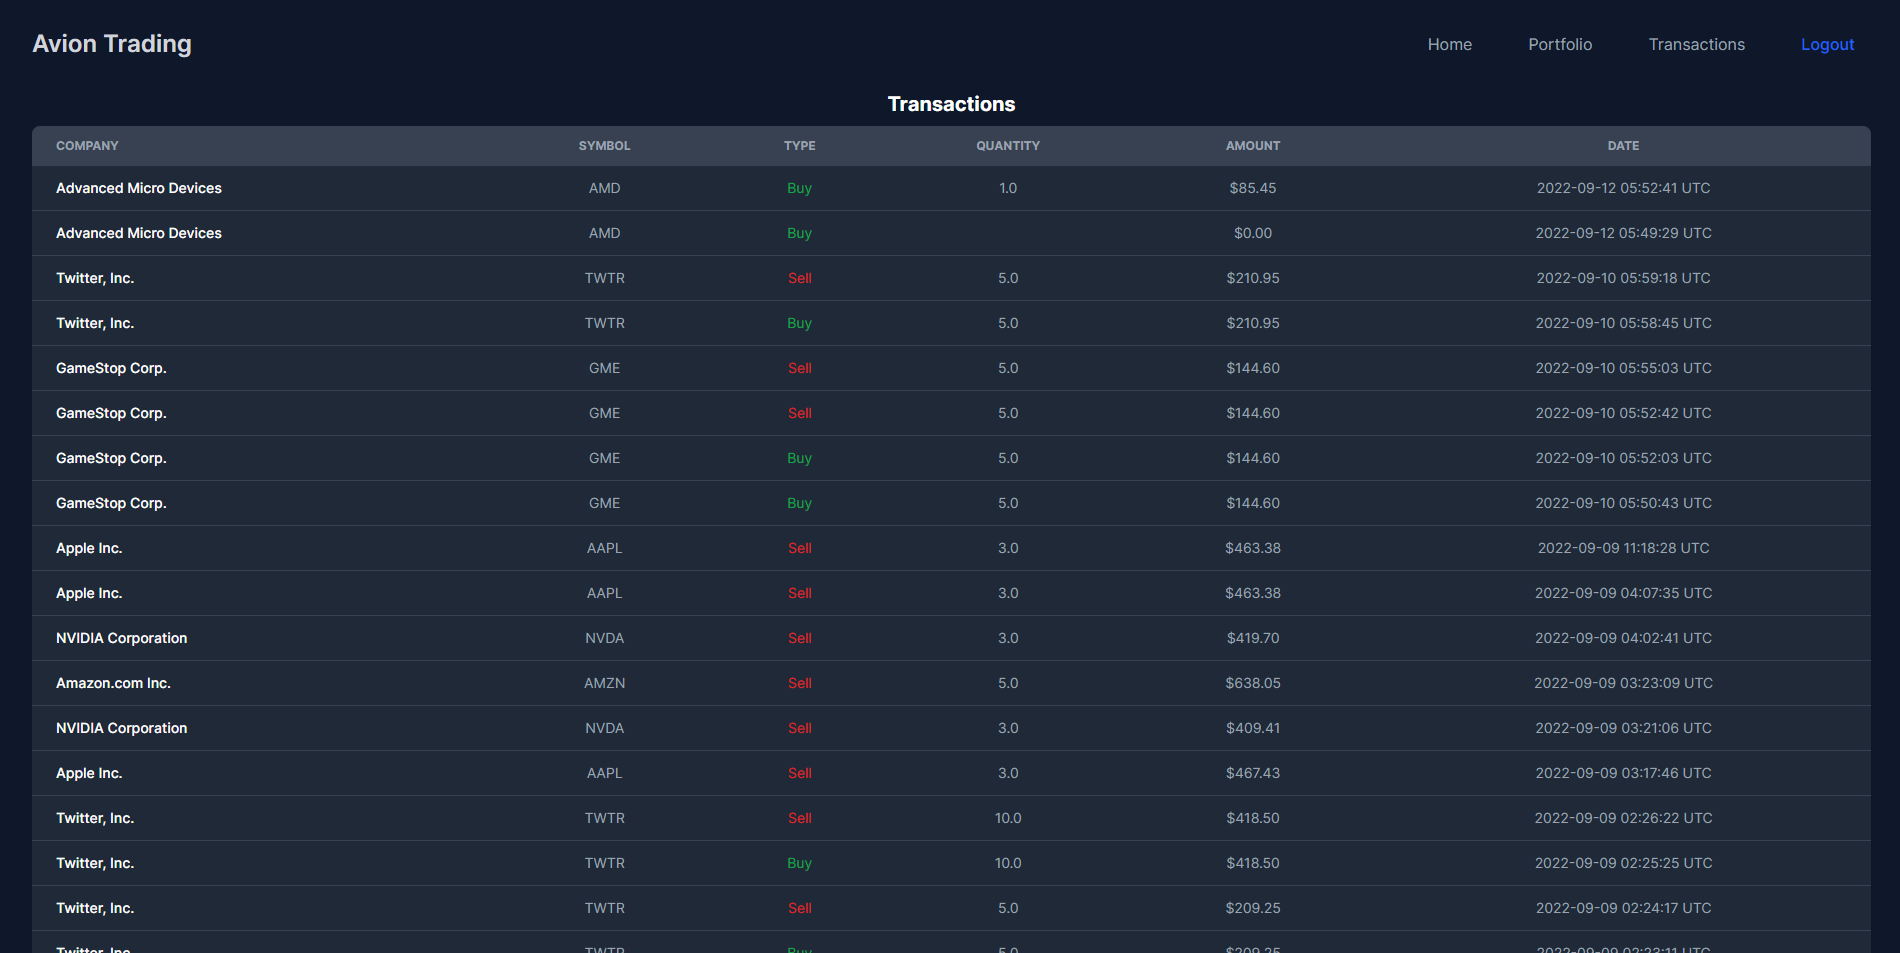 Avion Trading Home Portfolio Transactions Logout
Transactions
COMPANY SYMBOL TYPE QUANTITY AMOUNT DATE
Advanced Micro Devices AMD Buy 1.0 $85.45 2022-09-12 05:52:41 UTC
Advanced Micro Devices AMD Buy $0.00 2022-09-12 05:49:29 UTC
Twitter, Inc. TWTR Sell 5.0 $210.95 2022-09-10 05:59:18 UTC
Twitter, Inc. TWTR Buy 5.0 $210.95 2022-09-10 05:58:45 UTC
GameStop Corp. GME Sell 5.0 $144.60 2022-09-10 05:55:03 UTC
GameStop Corp. GME Sell 5.0 $144.60 2022-09-10 05:52:42 UTC
GameStop Corp. GME Buy 5.0 $144.60 2022-09-10 05:52:03 UTC
GameStop Corp. GME Buy 5.0 $144.60 2022-09-10 05:50:43 UTC
Apple Inc. AAPL Sell 3.0 $463.38 2022-09-09 11:18:28 UTC
Apple Inc. AAPL Sell 3.0 $463.38 2022-09-09 04:07:35 UTC
NVIDIA Corporation NVDA Sell 3.0 $419.70 2022-09-09 04:02:41 UTC
Amazon.com Inc. AMZN Sell 5.0 $638.05 2022-09-09 03:23:09 UTC
NVIDIA Corporation NVDA Sell 3.0 $409.41 2022-09-09 03:21:06 UTC
Apple Inc. AAPL Sell 3.0 $467.43 2022-09-09 03:17:46 UTC
Twitter, Inc. TWTR Sell 10.0 $418.50 2022-09-09 02:26:22 UTC
Twitter, Inc. TWTR Buy 10.0 $418.50 2022-09-09 02:25:25 UTC
Twitter, Inc. TWTR Sell 5.0 $209.25 2022-09-09 02:24:17 UTC
Twitter, Inc. TWTR Buy 5.0 $209.25 2022-09-09 02:23:11 UTC